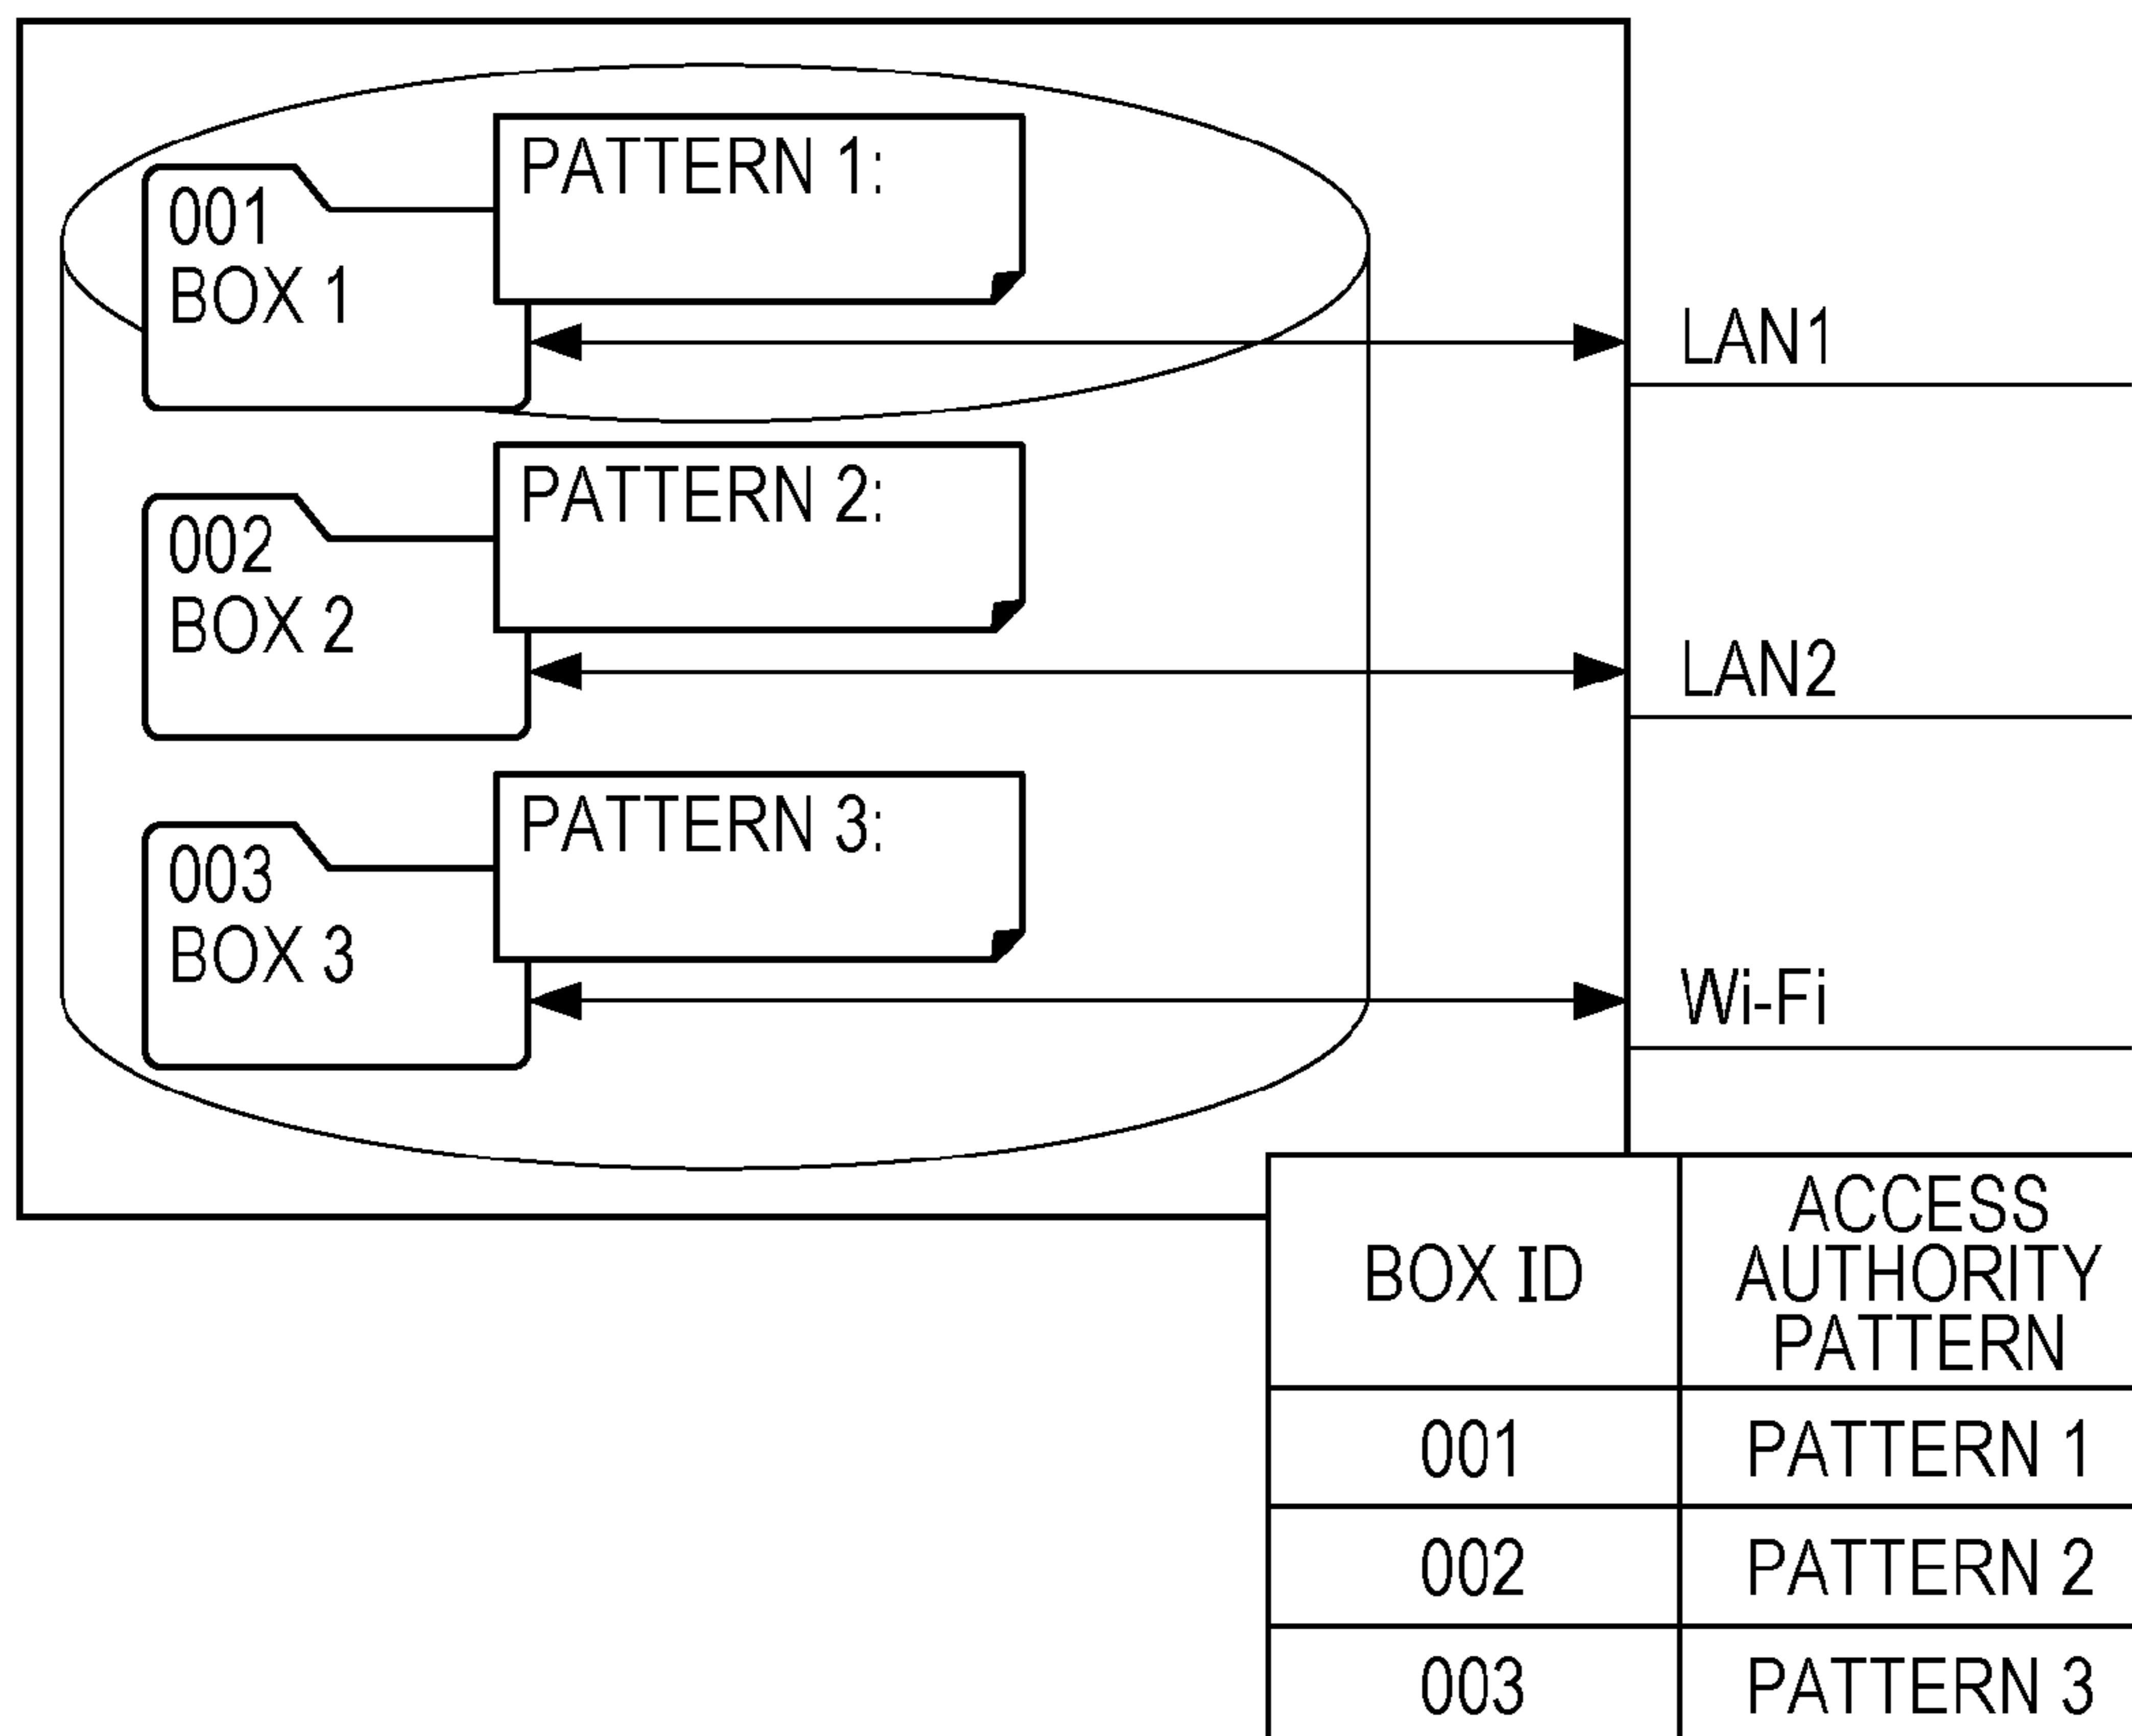 PATTERN 1:
001
BOX 1
LAN1
PATTERN 2:
002
BOX 2
LAN2
PATTERN 3:
003
BOX 3
Wi-Fi
BOX ID
ACCESS
AUTHORITY
PATTERN
001 PATTERN 1
002 PATTERN 2
003 PATTERN 3